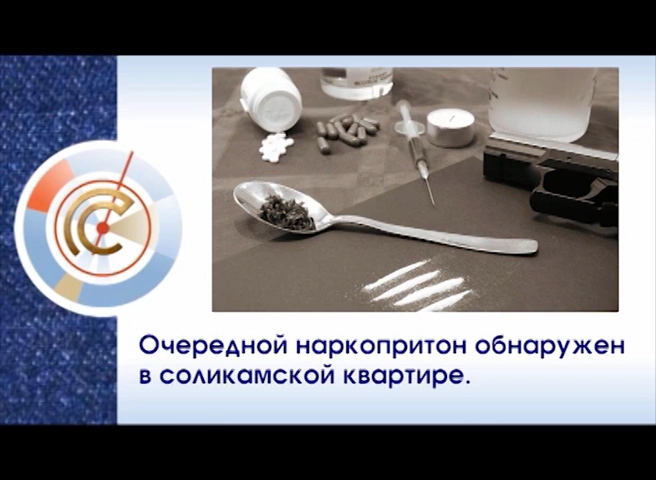 Очередной наркопритон обнаружен
в соликамской квартире.